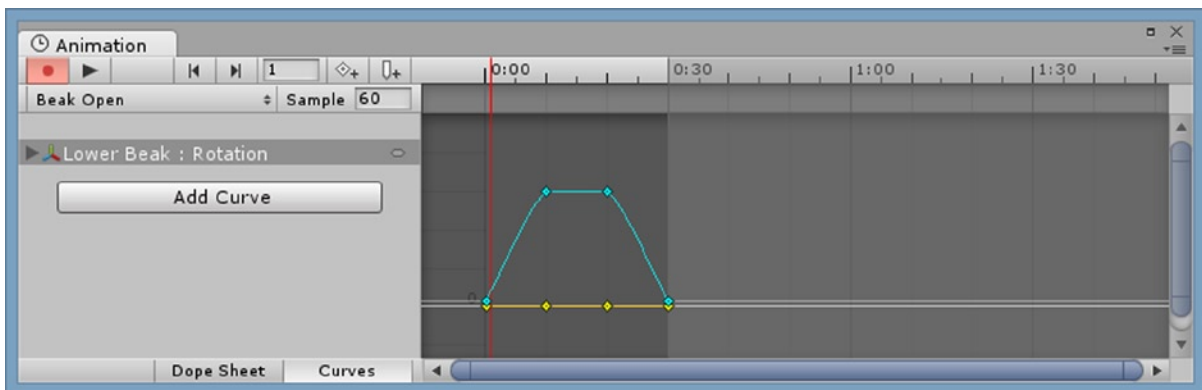 Animation
1 0:00 0:30 1:00 1:30
Beak Open Sample 60
Lower Beak : Rotation
Add Curve
0
Dope Sheet Curves